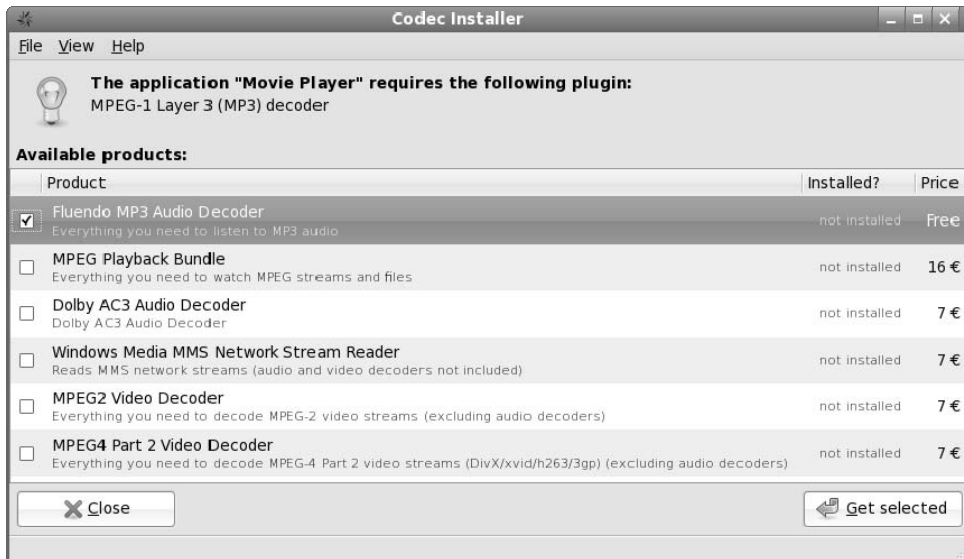 Codec Installer
File View Help
The application "Movie Player" requires the following plugin:
MPEG-1 Layer 3 (MP3) decoder
Available products:
Product Installed? Price
Fluendo MP3 Audio Decoder not installed Free
Everything you need to listen to MP3 audio
MPEG Playback Bundle not installed 16 €
Everything you need to watch MPEG streams and files
Dolby AC3 Audio Decoder not installed 7 €
Dolby AC3 Audio Decoder
Windows Media MMS Network Stream Reader not installed 7 €
Reads MMS network streams (audio and video decoders not included)
MPEG2 Video Decoder not installed 7 €
Everything you need to decode MPEG-2 video streams (excluding audio decoders)
MPEG4 Part 2 Video Decoder not installed 7 €
Everything you need to decode MPEG-4 Part 2 video streams (DivX/xvid/h263/3gp) (excluding audio decoders)
Close Get selected